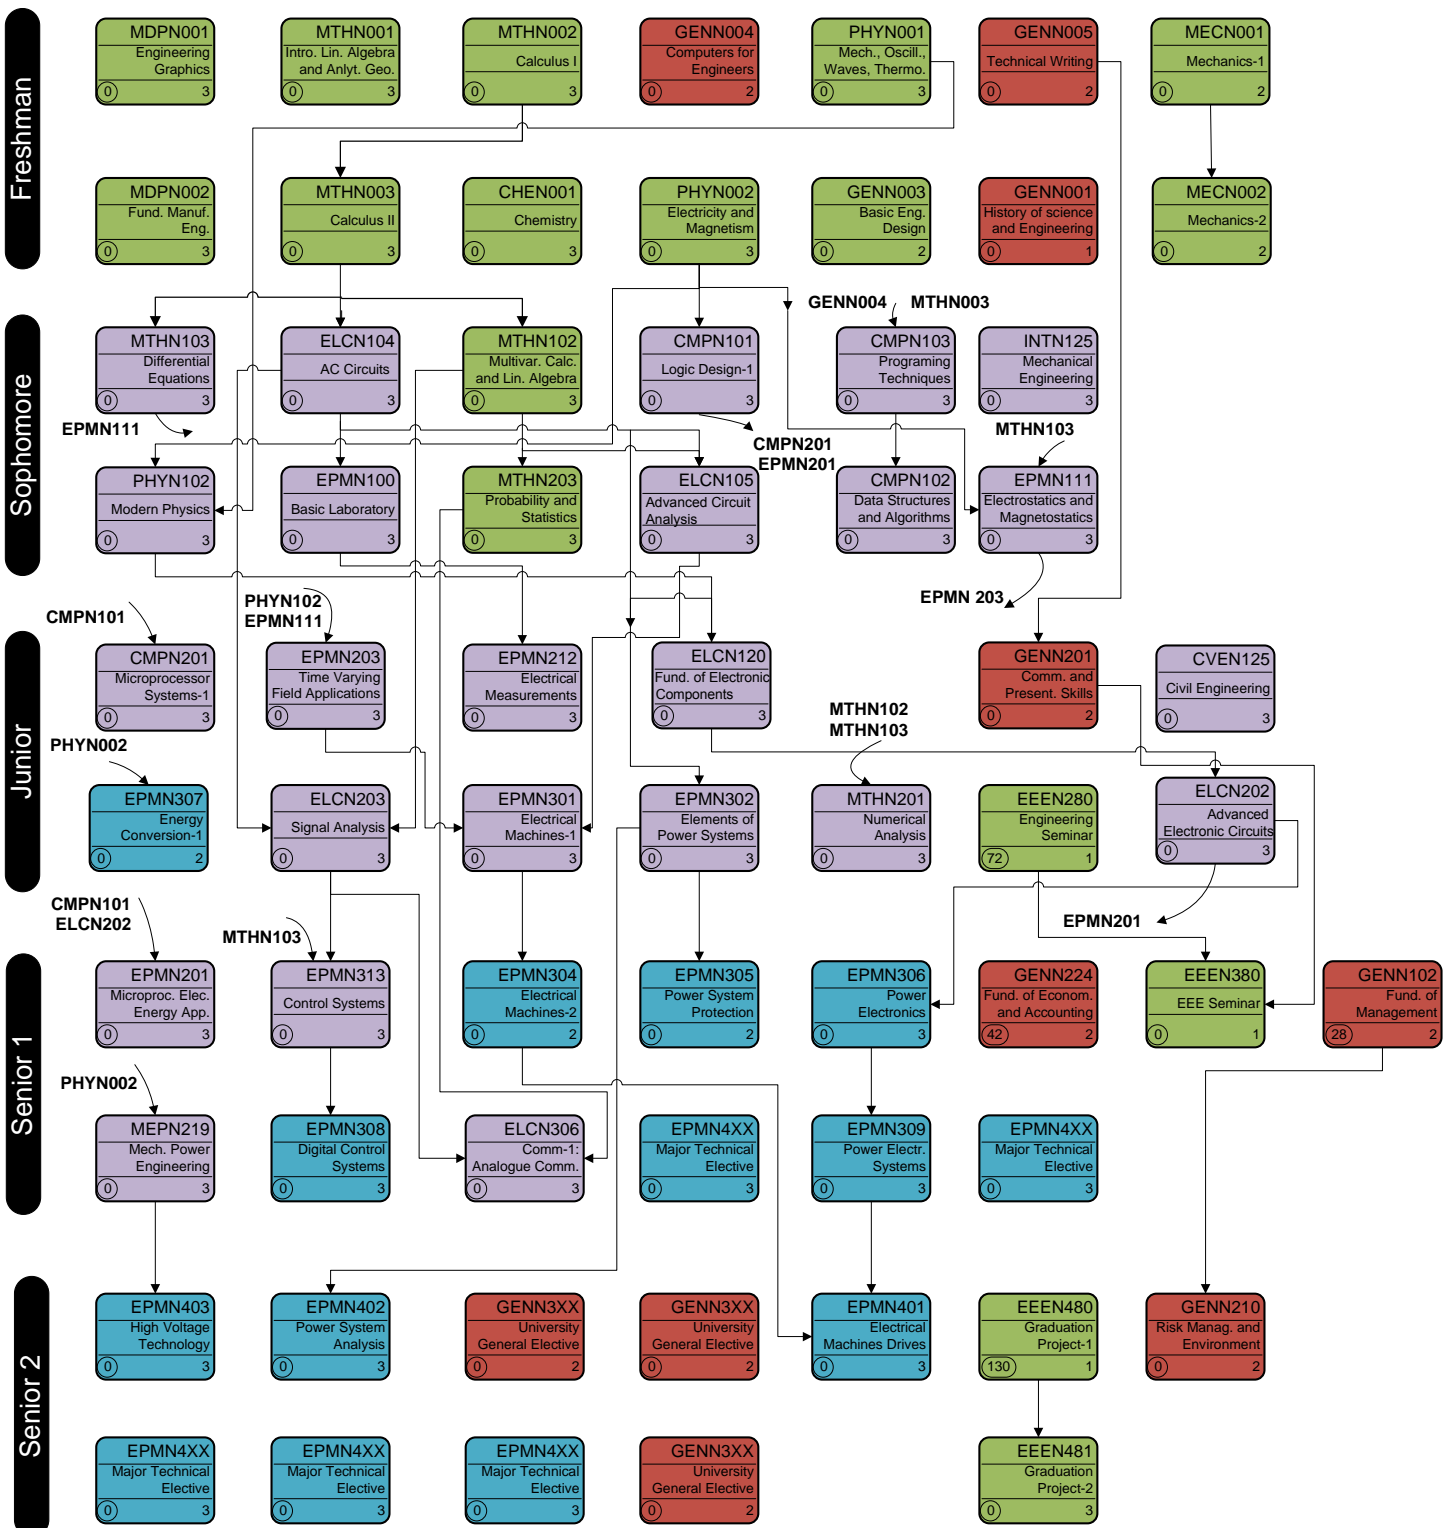 Freshman
MDPN001
Engineering
Graphics
0 3
MTHN001
Intro. Lin. Algebra
and Anlyt. Geo.
0 3
MTHN002
Calculus I
0 3
GENN004
Computers for
Engineers
0 2
PHYN001
Mech., Oscill.,
Waves, Thermo.
0 3
GENN005
Technical Writing
0 2
MECN001
Mechanics-1
0 2
MDPN002
Fund. Manuf.
Eng.
0 3
MTHN003
Calculus II
0 3
CHEN001
Chemistry
0 3
PHYN002
Electricity and
Magnetism
0 3
GENN003
Basic Eng.
Design
0 2
GENN001
History of science
and Engineering
0 1
MECN002
Mechanics-2
0 2
Sophomore
GENN004 MTHN003
MTHN103
Differential
Equations
0 3
ELCN104
AC Circuits
0 3
MTHN102
Multivar. Calc.
and Lin. Algebra
0 3
CMPN101
Logic Design-1
0 3
CMPN103
Programing
Techniques
0 3
INTN125
Mechanical
Engineering
0 3
EPMN111
CMPN201
EPMN201
MTHN103
PHYN102
Modern Physics
0 3
EPMN100
Basic Laboratory
0 3
MTHN203
Probability and
Statistics
0 3
ELCN105
Advanced Circuit
Analysis
0 3
CMPN102
Data Structures
and Algorithms
0 3
EPMN111
Electrostatics and
Magnetostatics
0 3
EPMN 203
Junior
CMPN101
PHYN102
EPMN111
CMPN201
Microprocessor
Systems-1
0 3
EPMN203
Time Varying
Field Applications
0 3
EPMN212
Electrical
Measurements
0 3
ELCN120
Fund. of Electronic
Components
0 3
GENN201
Comm. and
Present. Skills
0 2
CVEN125
Civil Engineering
0 3
PHYN002
MTHN102
MTHN103
EPMN307
Energy
Conversion-1
0 2
ELCN203
Signal Analysis
0 3
EPMN301
Electrical
Machines-1
0 3
EPMN302
Elements of
Power Systems
0 3
MTHN201
Numerical
Analysis
0 3
EEEN280
Engineering
Seminar
72 1
ELCN202
Advanced
Electronic Circuits
0 3
EPMN201
Senior 1
CMPN101
ELCN202
MTHN103
EPMN201
Microproc. Elec.
Energy App.
0 3
EPMN313
Control Systems
0 3
EPMN304
Electrical
Machines-2
0 2
EPMN305
Power System
Protection
0 2
EPMN306
Power
Electronics
0 3
GENN224
Fund. of Econom.
and Accounting
42 2
EEEN380
EEE Seminar
0 1
GENN102
Fund. of
Management
28 2
PHYN002
MEPN219
Mech. Power
Engineering
0 3
EPMN308
Digital Control
Systems
0 3
ELCN306
Comm-1:
Analogue Comm.
0 3
EPMN4XX
Major Technical
Elective
0 3
EPMN309
Power Electr.
Systems
0 3
EPMN4XX
Major Technical
Elective
0 3
Senior 2
EPMN403
High Voltage
Technology
0 3
EPMN402
Power System
Analysis
0 3
GENN3XX
University
General Elective
0 2
GENN3XX
University
General Elective
0 2
EPMN401
Electrical
Machines Drives
0 3
EEEN480
Graduation
Project-1
130 1
GENN210
Risk Manag. and
Environment
0 2
EPMN4XX
Major Technical
Elective
0 3
EPMN4XX
Major Technical
Elective
0 3
EPMN4XX
Major Technical
Elective
0 3
GENN3XX
University
General Elective
0 2
EEEN481
Graduation
Project-2
0 3